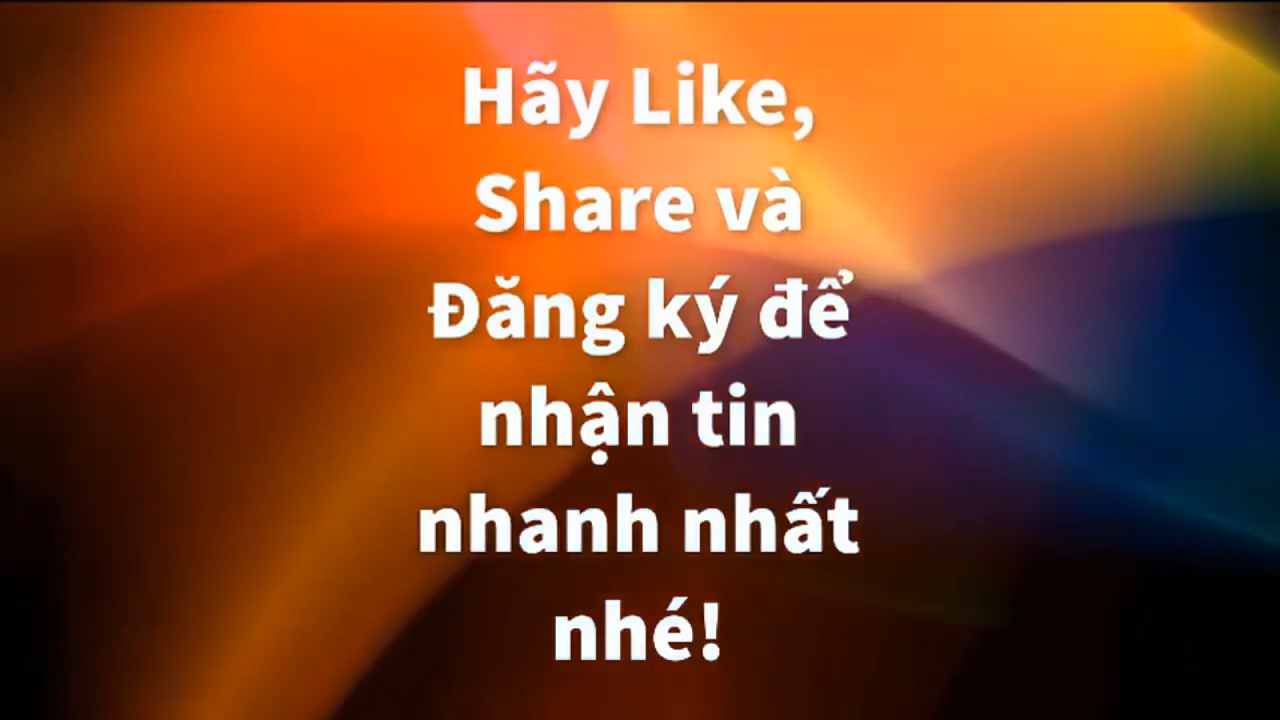 Hãy Like,
Share và
Đăng ký để
nhận tin
nhanh nhất
nhé!